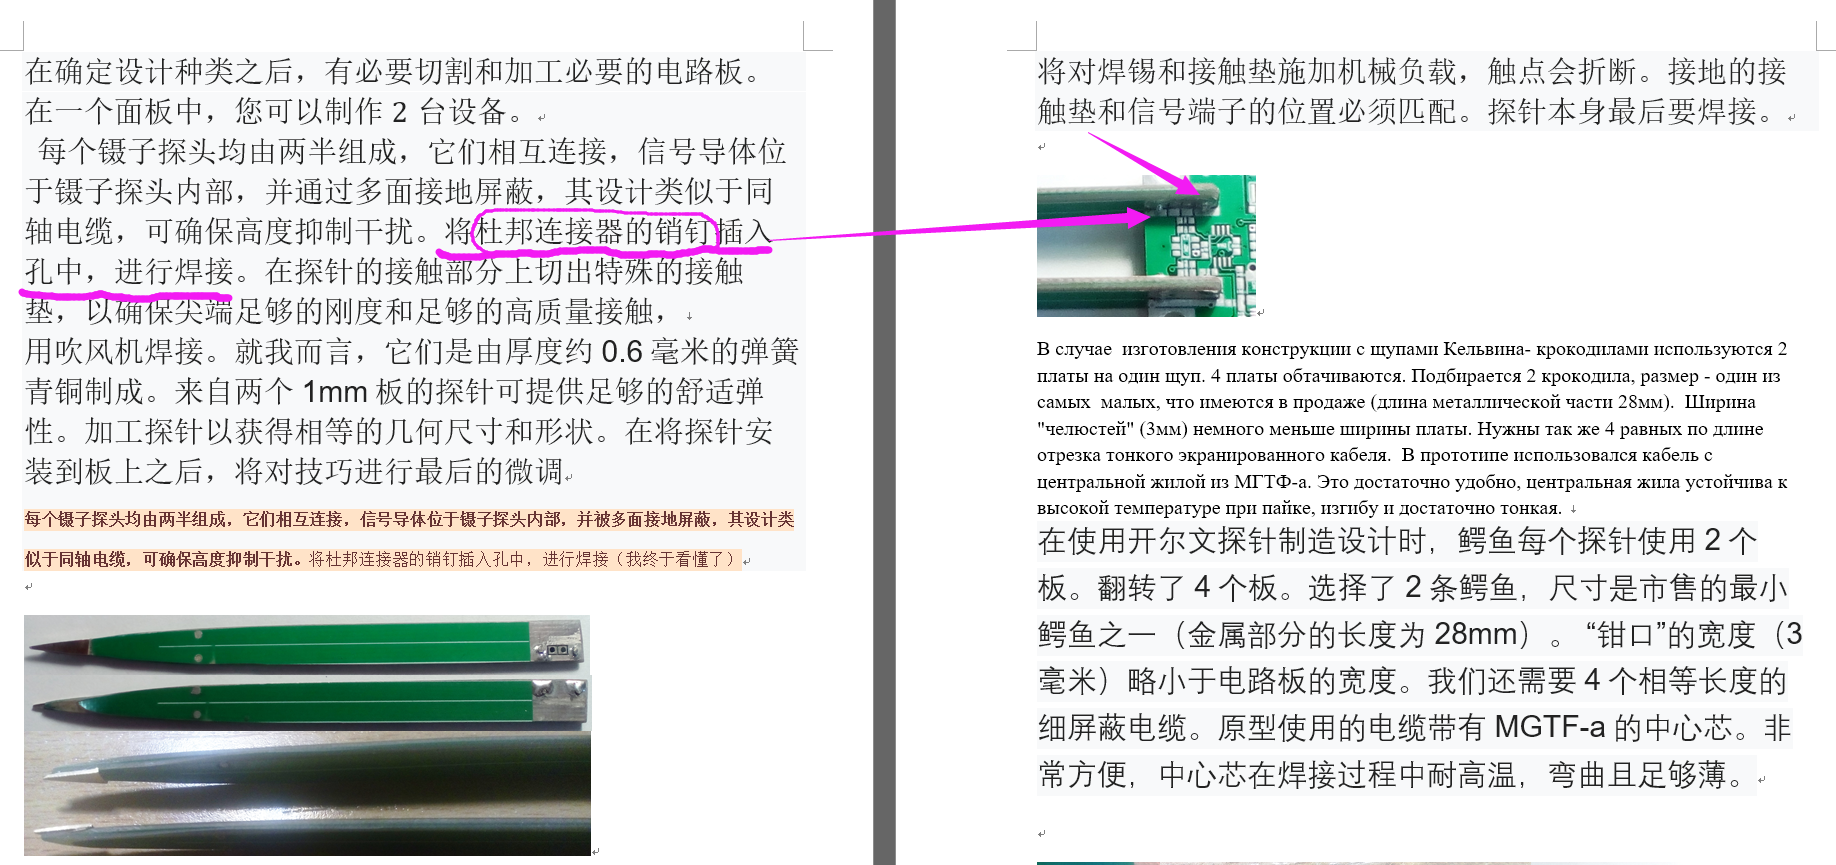 在确定设计种类之后，有必要切割和加工必要的电路板。
在一个面板中，您可以制作 2 台设备。
每个镊子探头均由两半组成，它们相互连接，信号导体位
于镊子探头内部，并通过多面接地屏蔽，其设计类似于同
轴电缆，可确保高度抑制干扰。将杜邦连接器的销钉插入
孔中，进行焊接。在探针的接触部分上切出特殊的接触
垫，以确保尖端足够的刚度和足够的高质量接触，
用吹风机焊接。就我而言，它们是由厚度约 0.6 毫米的弹簧
青铜制成。来自两个 1mm 板的探针可提供足够的舒适弹
性。加工探针以获得相等的几何尺寸和形状。在将探针安
装到板上之后，将对技巧进行最后的微调
每个镊子探头均由两半组成，它们相互连接，信号导体位于镊子探头内部，并被多面接地屏蔽，其设计类
似于同轴电缆，可确保高度抑制干扰。将杜邦连接器的销钉插入孔中，进行焊接（我终于看懂了）
将对焊锡和接触垫施加机械负载，触点会折断。接地的接
触垫和信号端子的位置必须匹配。探针本身最后要焊接。
В случае  изготовления конструкции с щупами Кельвина- крокодилами используются 2
платы на один щуп. 4 платы обтачиваются. Подбирается 2 крокодила, размер - один из
самых  малых, что имеются в продаже (длина металлической части 28мм).  Ширина
"челюстей" (3мм) немного меньше ширины платы. Нужны так же 4 равных по длине
отрезка тонкого экранированного кабеля.  В прототипе использовался кабель с
центральной жилой из МГТФ-а. Это достаточно удобно, центральная жила устойчива к
высокой температуре при пайке, изгибу и достаточно тонкая.
在使用开尔文探针制造设计时，鳄鱼每个探针使用 2 个
板。翻转了 4 个板。选择了 2 条鳄鱼，尺寸是市售的最小
鳄鱼之一（金属部分的长度为 28mm）。 “钳口”的宽度（3
毫米）略小于电路板的宽度。我们还需要 4 个相等长度的
细屏蔽电缆。原型使用的电缆带有 MGTF-a 的中心芯。非
常方便，中心芯在焊接过程中耐高温，弯曲且足够薄。